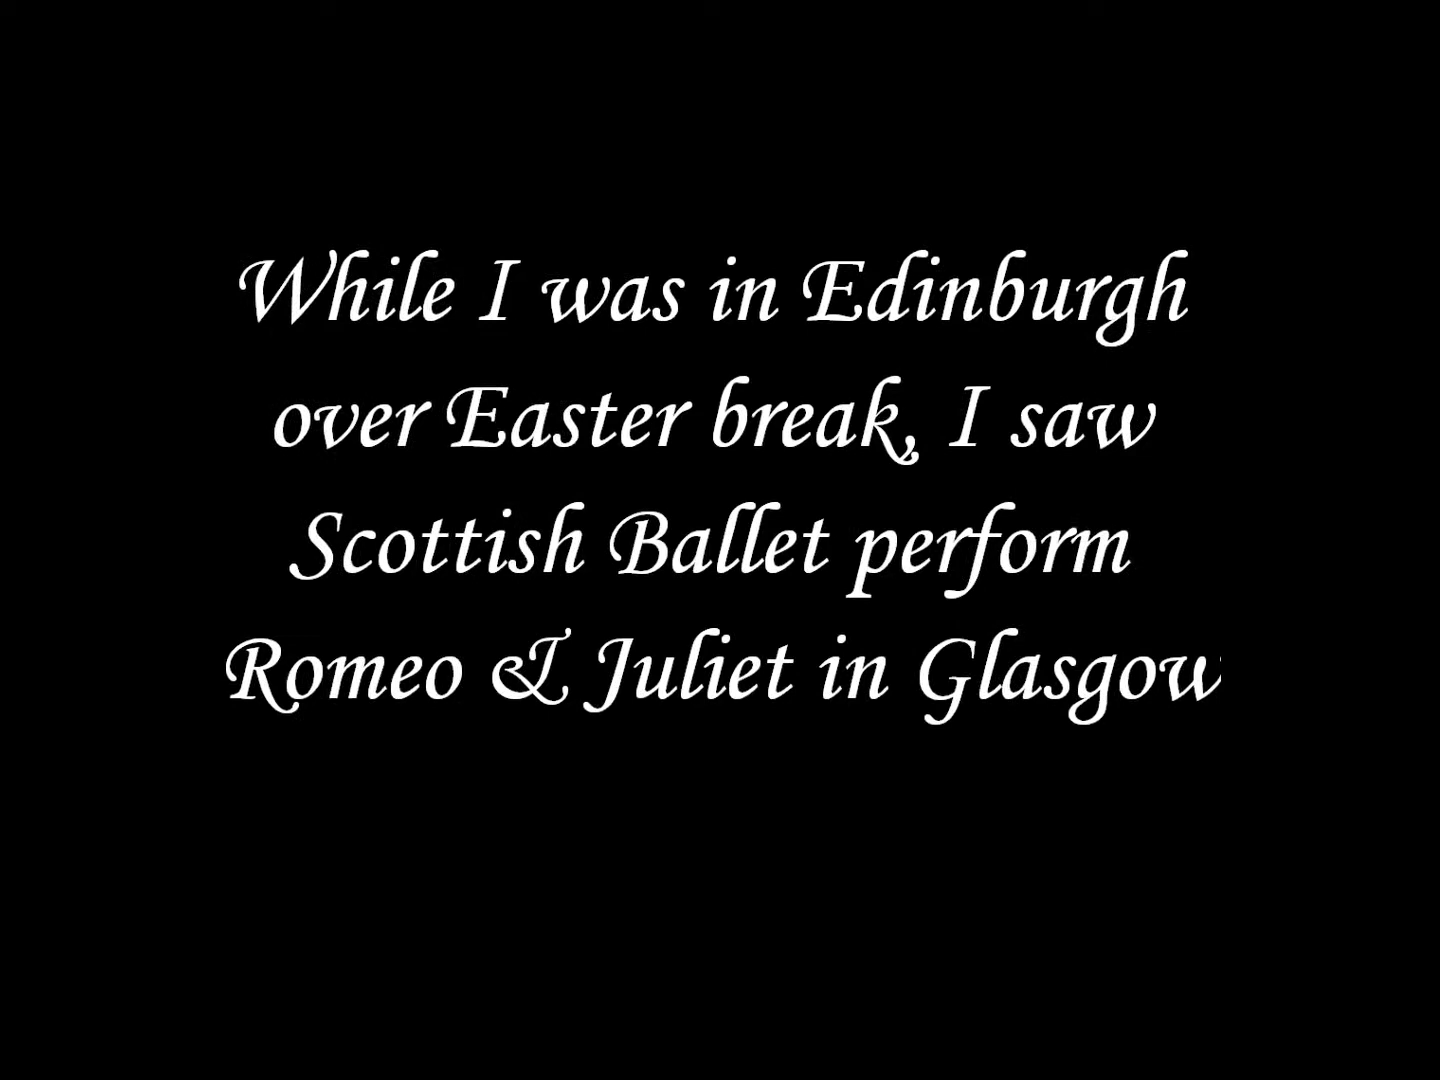 While I was in Edinburgh
over Easter break, I saw
Scottish Ballet perform
Romeo & Juliet in Glasgow